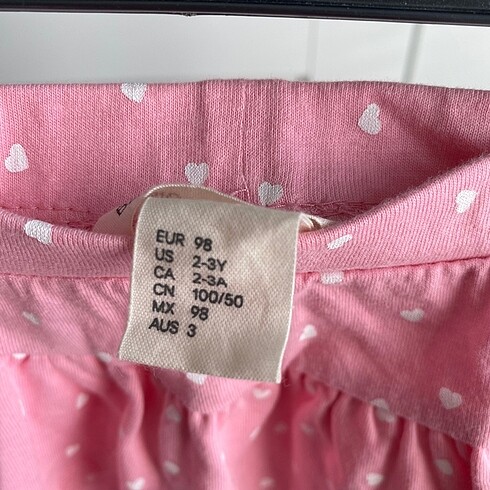 EUR 98
US 2-3Y
CA 2-3A
CN 100/50
MX 98
AUS 3